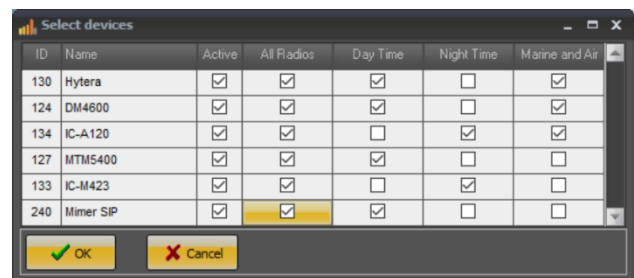 Select devices
ID Name Active All Radios Day Time Night Time Marine and Air
130 Hytera
124 DM4600
134 IC-A120
127 MTM5400
133 IC-M423
240 Mimer SIP
OK Cancel